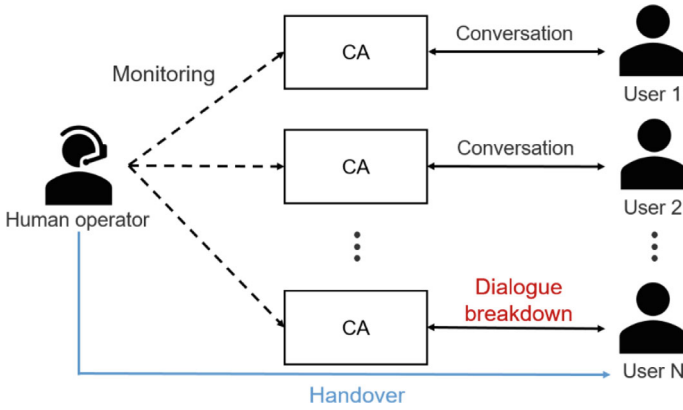 Monitoring
CA
Conversation
User 1
Human operator
CA
Conversation
User 2
CA
Dialogue
breakdown
User N
Handover